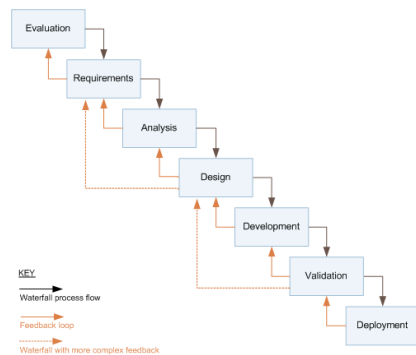 Evaluation
Requirements
Analysis
Design
Development
Validation
Deployment
KEY
Waterfall process flow
Feedback loop
Waterfall with more complex feedback